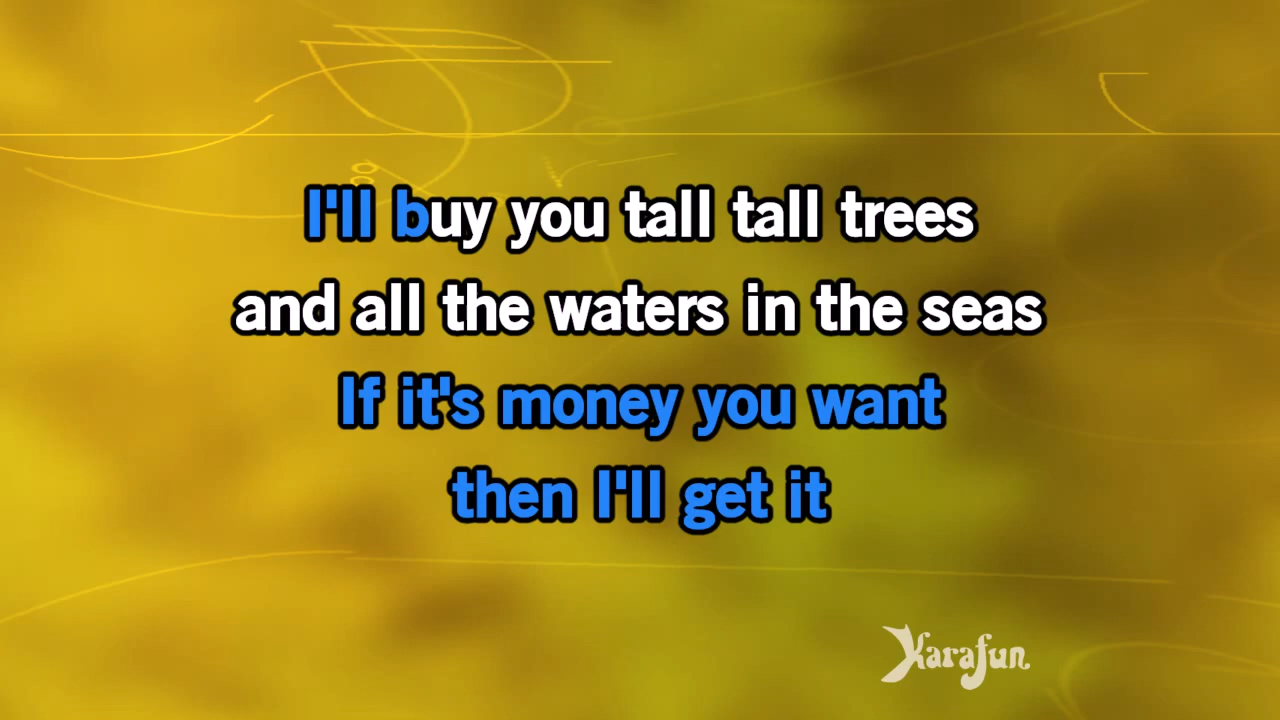 I'll buy you tall tall trees
and all the waters in the seas
If it's money you want
then I'll get it
Karafun